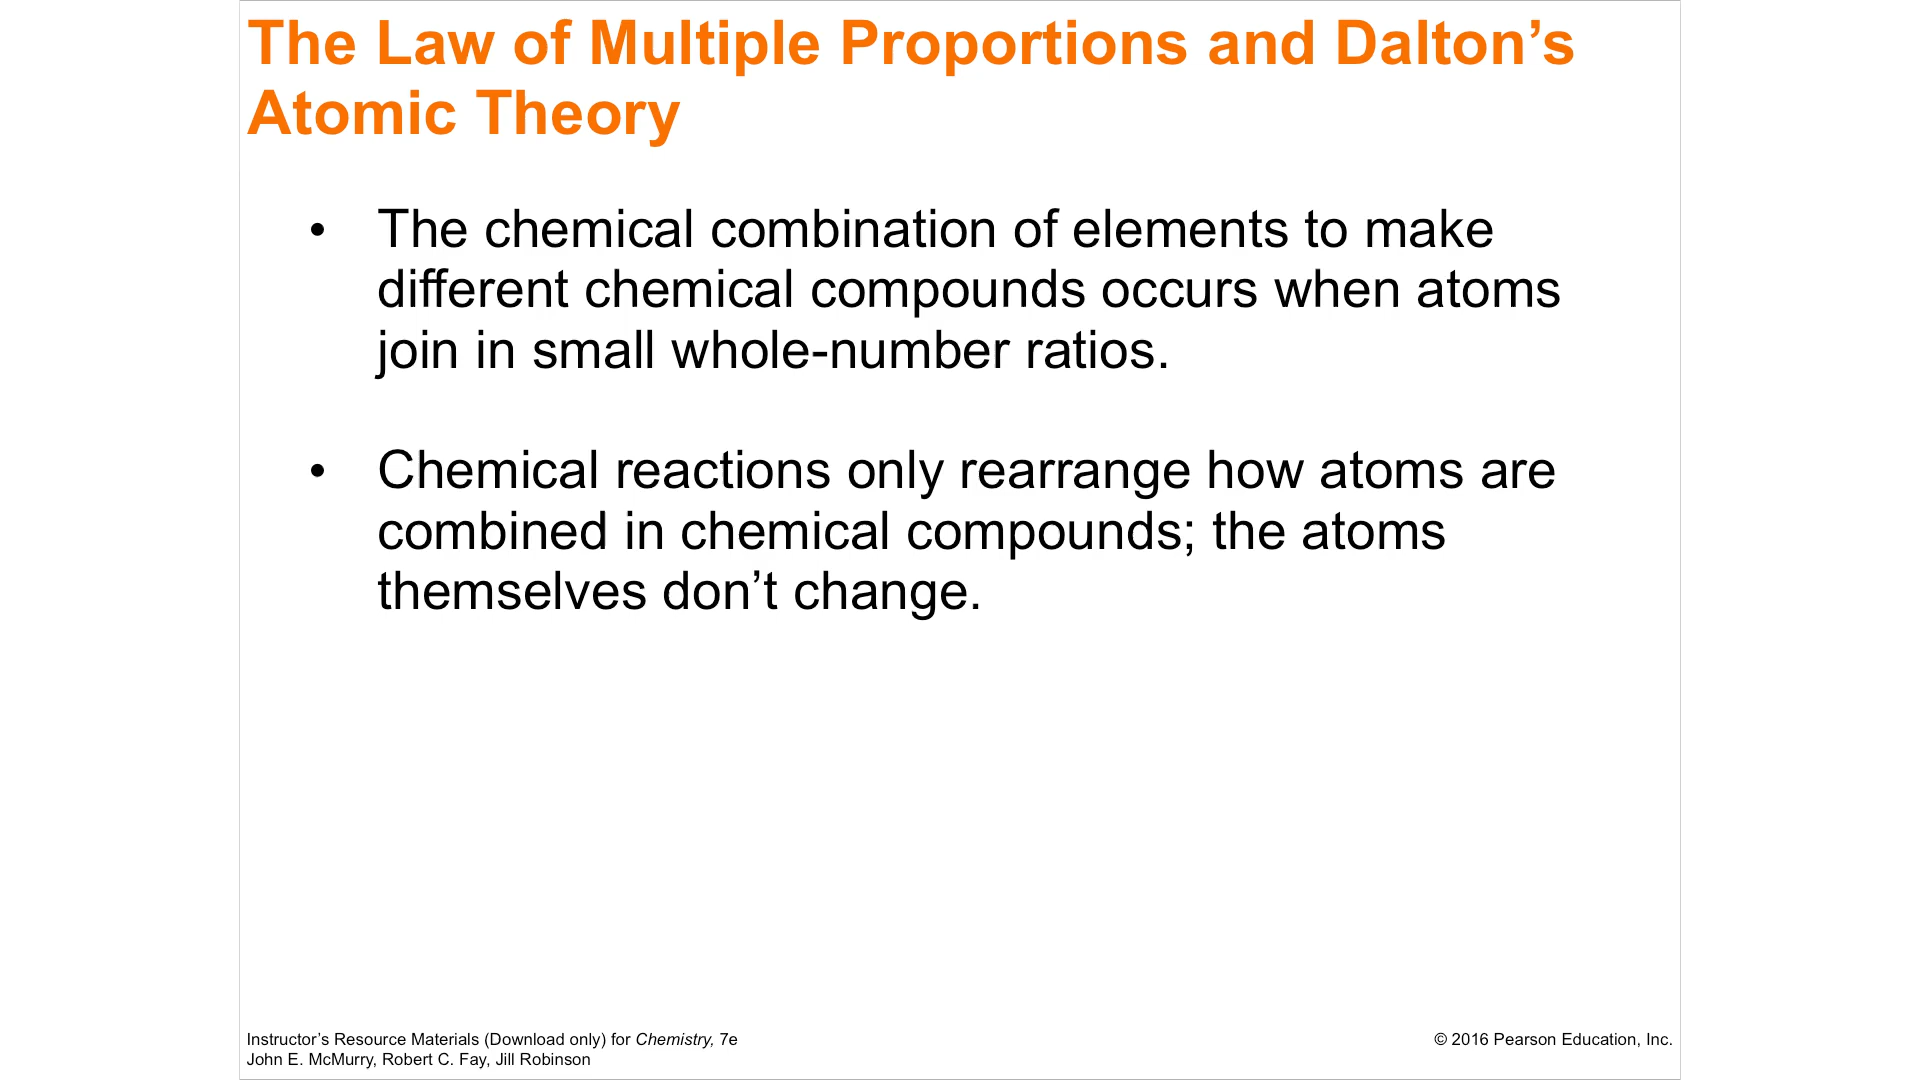 The Law of Multiple Proportions and Dalton’s
Atomic Theory
• The chemical combination of elements to make
different chemical compounds occurs when atoms
join in small whole-number ratios.
• Chemical reactions only rearrange how atoms are
combined in chemical compounds; the atoms
themselves don’t change.
Instructor’s Resource Materials (Download only) for Chemistry, 7e
John E. McMurry, Robert C. Fay, Jill Robinson
© 2016 Pearson Education, Inc.